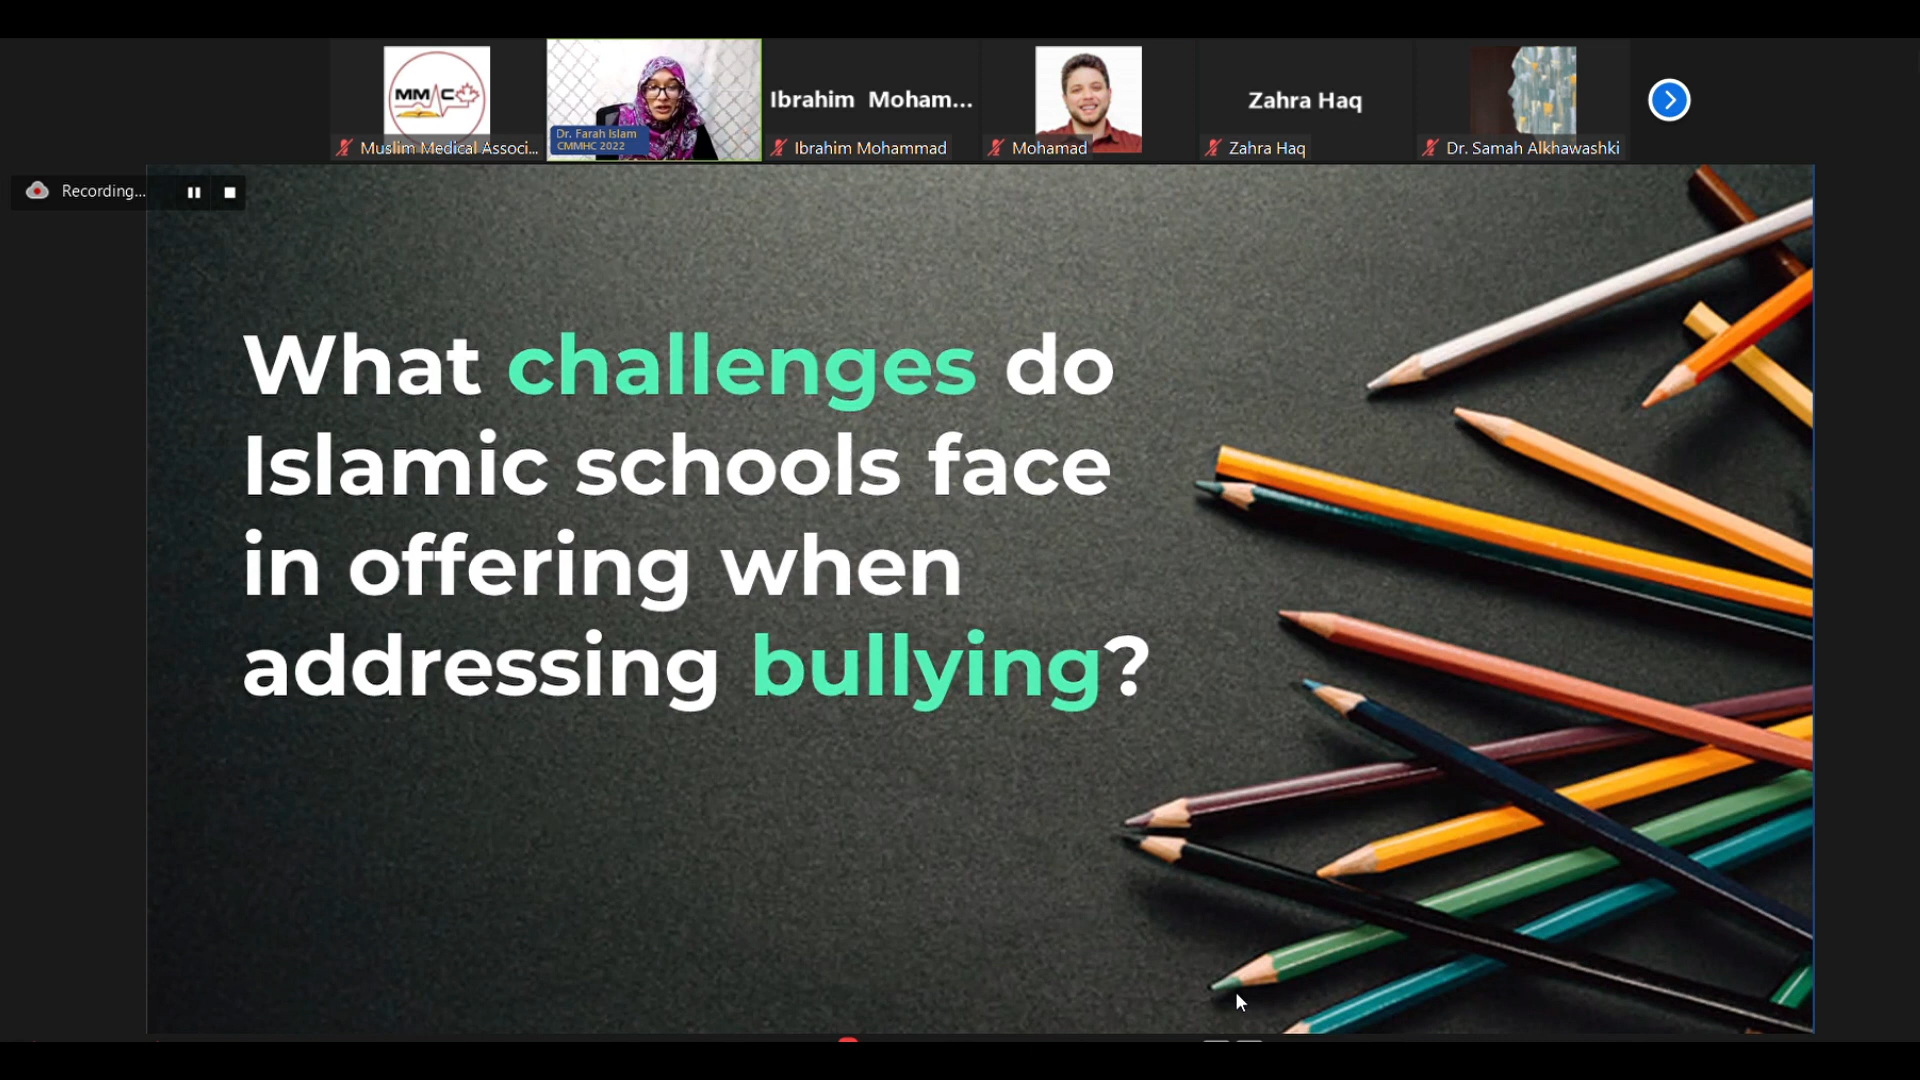 MMAC
Muslim Medical Associ...
Dr. Farah Islam
CMMHC 2022
Ibrahim Moham...
Ibrahim Mohammad
Mohamad
Zahra Haq
Zahra Haq
Dr. Samah Alkhawashki
Recording...
What challenges do
Islamic schools face
in offering when
addressing bullying?